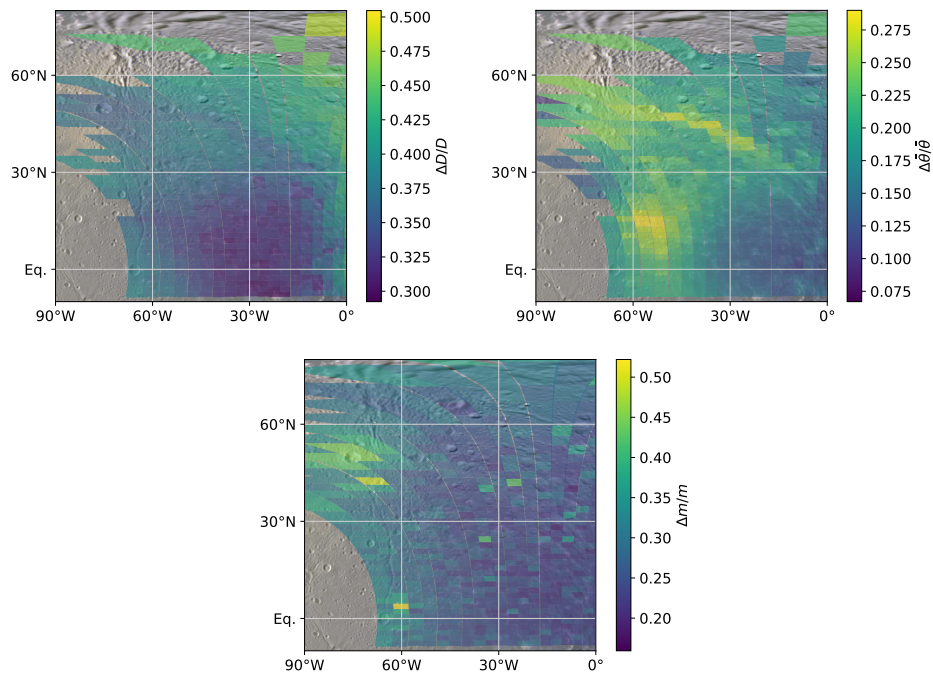 60°N
30°N
Eq.
90°W 60°W 30°W 0°
0.500
0.475
0.450
0.425
0.400
0.375
0.350
0.325
0.300
ΔD/D
60°N
30°N
Eq.
90°W 60°W 30°W 0°
0.275
0.250
0.225
0.200
0.175
0.150
0.125
0.100
0.075
Δθ̄/θ̄
60°N
30°N
Eq.
90°W 60°W 30°W 0°
0.50
0.45
0.40
0.35
0.30
0.25
0.20
Δm/m